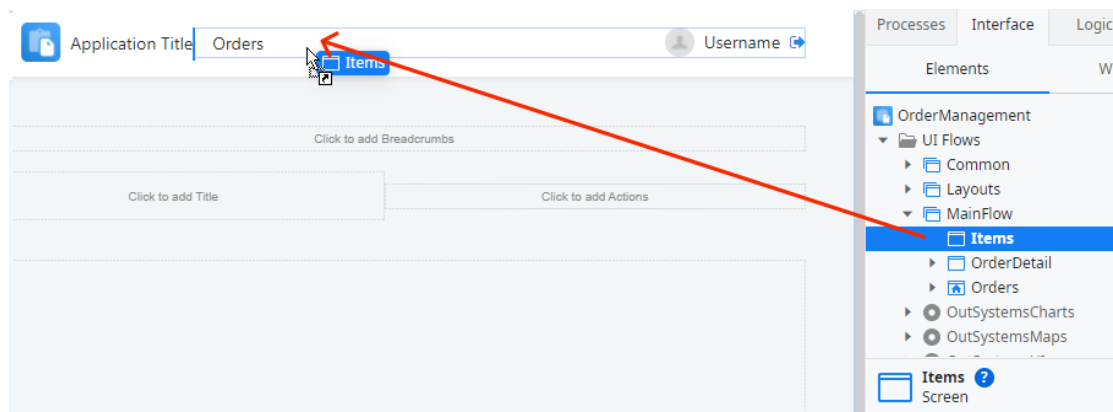 Application Title Orders
Items
Username
Click to add Breadcrumbs
Click to add Title
Click to add Actions
Processes Interface Logic
Elements W
OrderManagement
UI Flows
Common
Layouts
MainFlow
Items
OrderDetail
Orders
OutSystemsCharts
OutSystemsMaps
Items ?
Screen